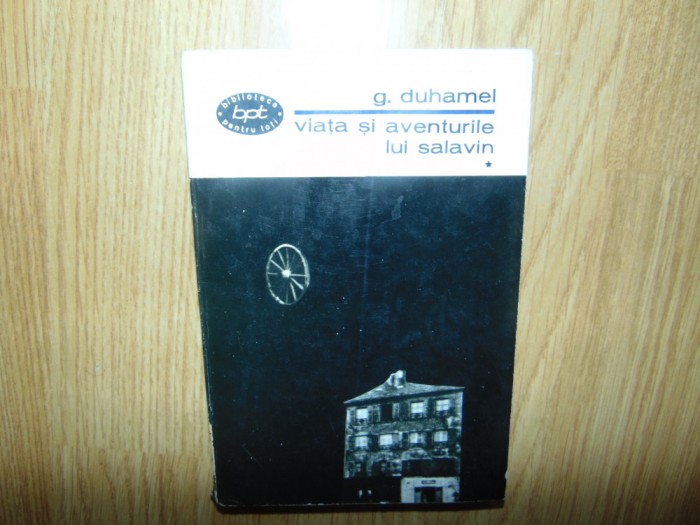 biblioteca
bpt
pentru toți
g. duhamel
viața și aventurile
lui salavin
*